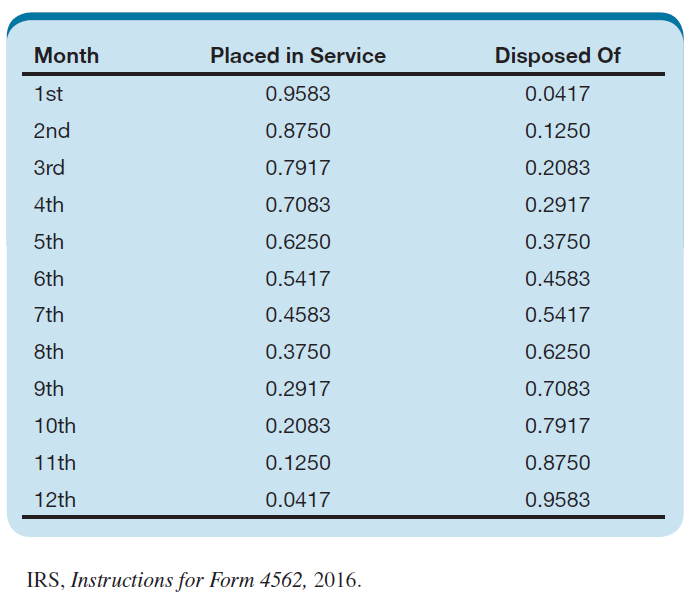 Month Placed in Service Disposed Of
1st 0.9583 0.0417
2nd 0.8750 0.1250
3rd 0.7917 0.2083
4th 0.7083 0.2917
5th 0.6250 0.3750
6th 0.5417 0.4583
7th 0.4583 0.5417
8th 0.3750 0.6250
9th 0.2917 0.7083
10th 0.2083 0.7917
11th 0.1250 0.8750
12th 0.0417 0.9583
IRS, Instructions for Form 4562, 2016.